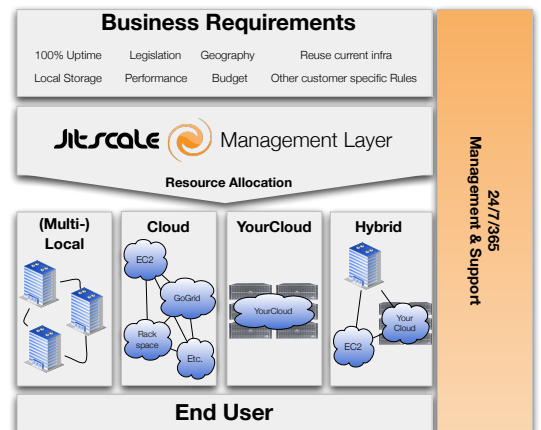 Business Requirements
100% Uptime Legislation Geography Reuse current infra
Local Storage Performance Budget Other customer specific Rules
Jitscale Management Layer
Resource Allocation
(Multi-)
Local
Cloud
EC2
GoGrid
Rack
space
Etc.
YourCloud
YourCloud
Hybrid
Your
Cloud
EC2
End User
24/7/365
Management & Support